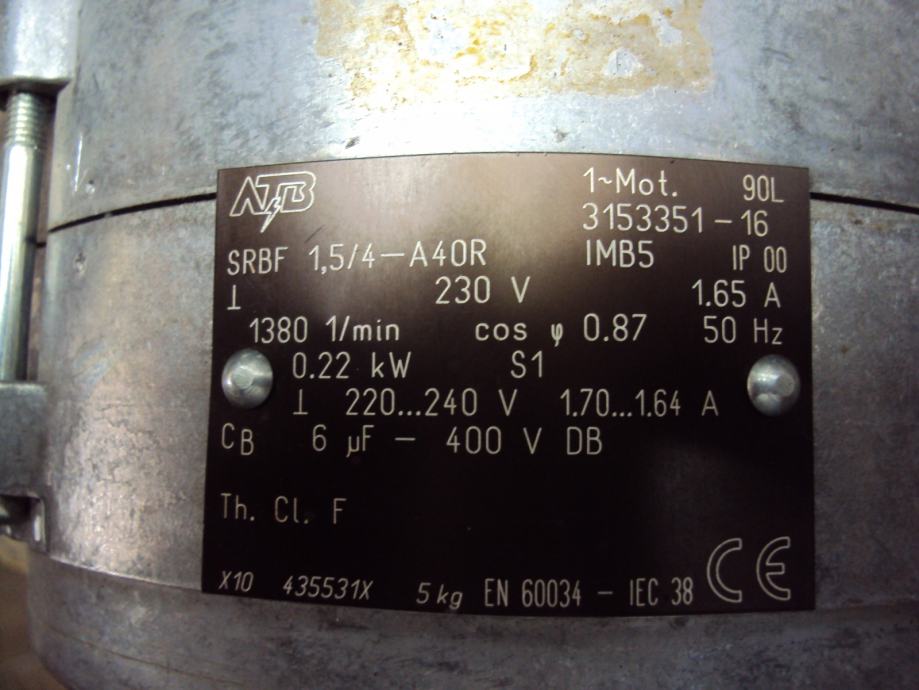 ATB 1~Mot. 90L
3153351-16
SRBF 1,5/4-A40R IMB5 IP 00
⊥ 230 V 1.65 A
1380 1/min cos φ 0.87 50 Hz
0.22 kW S1
⊥ 220...240 V 1.70...1.64 A
CB 6 µF - 400 V DB
Th. Cl. F
X10 435531X 5 kg EN 60034 - IEC 38 CE